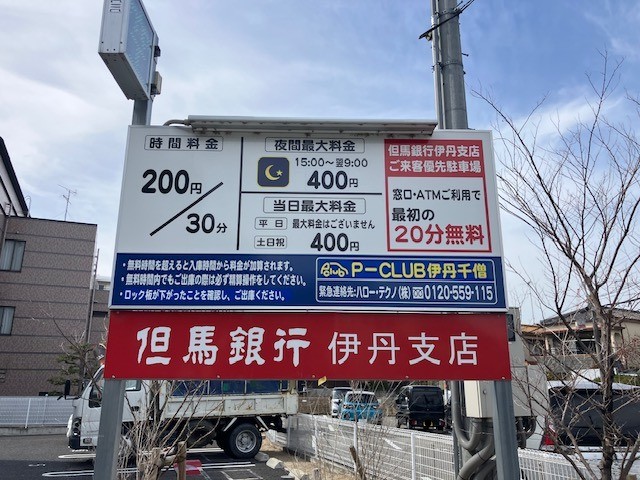 時間料金
200円
30分
夜間最大料金
15:00～翌9:00
400円
当日最大料金
平日 最大料金はございません
土日祝 400円
但馬銀行伊丹支店
ご来客優先駐車場
窓口・ATMご利用で
最初の
20分無料
・無料時間を超えると入庫時間から料金が加算されます。
・無料時間内でもご出庫の際は必ず精算操作をしてください。
・ロック板が下がったことを確認し、ご出庫ください。
Club P-CLUB伊丹千僧
緊急連絡先:ハロー・テクノ(株) 0120-559-115
但馬銀行 伊丹支店